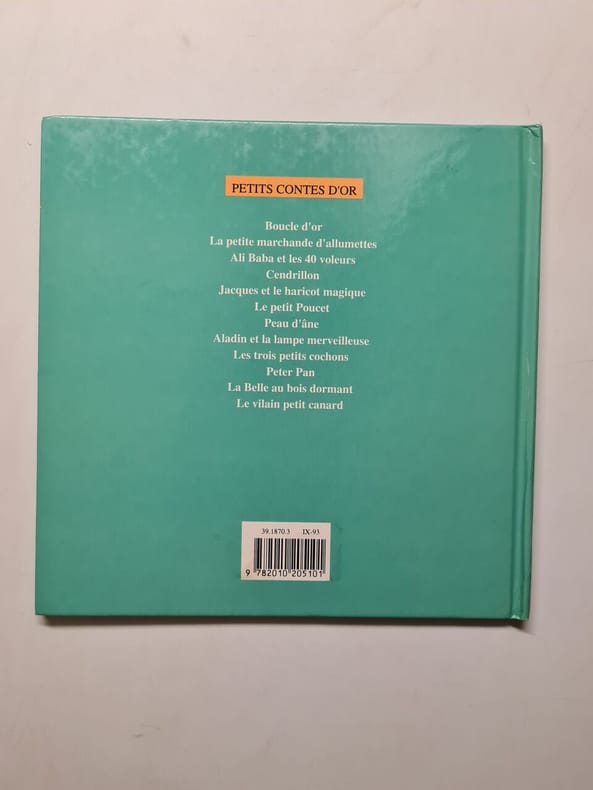 PETITS CONTES D'OR
Boucle d'or
La petite marchande d'allumettes
Ali Baba et les 40 voleurs
Cendrillon
Jacques et le haricot magique
Le petit Poucet
Peau d'âne
Aladin et la lampe merveilleuse
Les trois petits cochons
Peter Pan
La Belle au bois dormant
Le vilain petit canard
39.1870.3 IX-93
9 782010 205101